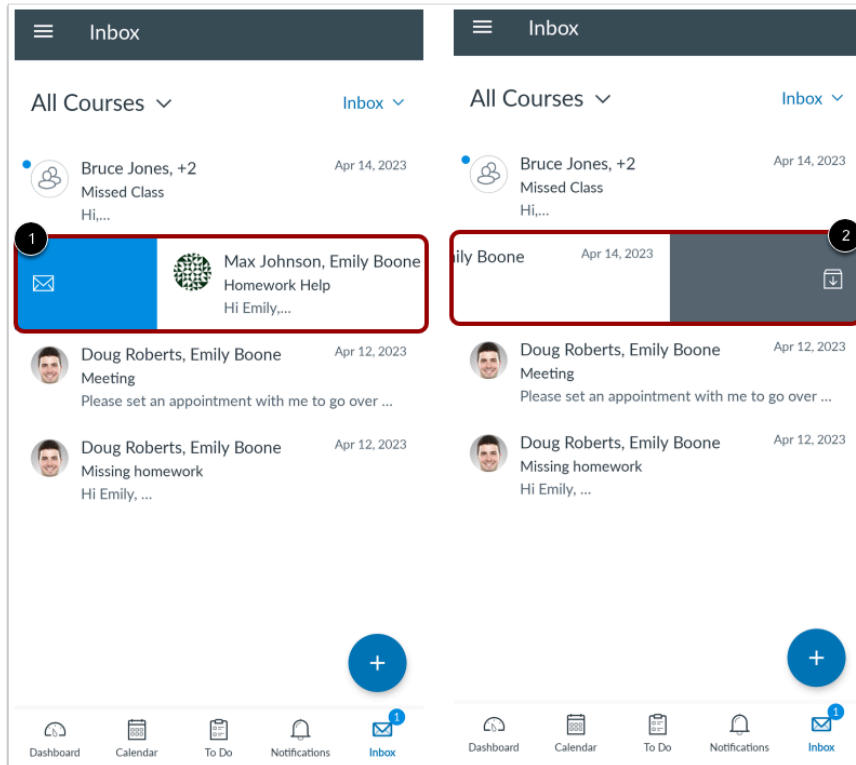 Inbox
All Courses
Inbox
Bruce Jones, +2
Apr 14, 2023
Missed Class
Hi,...
1
Max Johnson, Emily Boone
Homework Help
Hi Emily,...
Doug Roberts, Emily Boone
Apr 12, 2023
Meeting
Please set an appointment with me to go over ...
Doug Roberts, Emily Boone
Apr 12, 2023
Missing homework
Hi Emily, ...
+
1
Dashboard
Calendar
To Do
Notifications
Inbox
Inbox
All Courses
Inbox
Bruce Jones, +2
Apr 14, 2023
Missed Class
Hi,...
2
ily Boone
Apr 14, 2023
Doug Roberts, Emily Boone
Apr 12, 2023
Meeting
Please set an appointment with me to go over ...
Doug Roberts, Emily Boone
Apr 12, 2023
Missing homework
Hi Emily, ...
+
1
Dashboard
Calendar
To Do
Notifications
Inbox